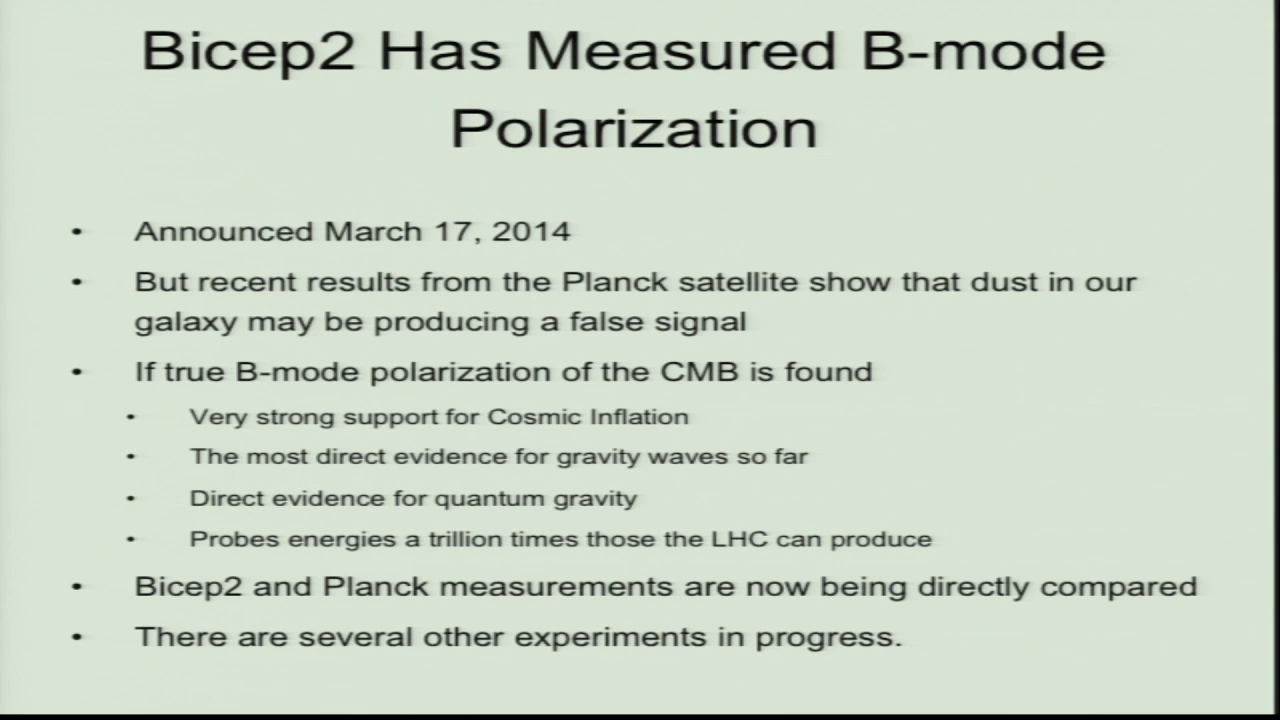 Bicep2 Has Measured B-mode
Polarization
• Announced March 17, 2014
• But recent results from the Planck satellite show that dust in our
galaxy may be producing a false signal
• If true B-mode polarization of the CMB is found
• Very strong support for Cosmic Inflation
• The most direct evidence for gravity waves so far
• Direct evidence for quantum gravity
• Probes energies a trillion times those the LHC can produce
• Bicep2 and Planck measurements are now being directly compared
• There are several other experiments in progress.